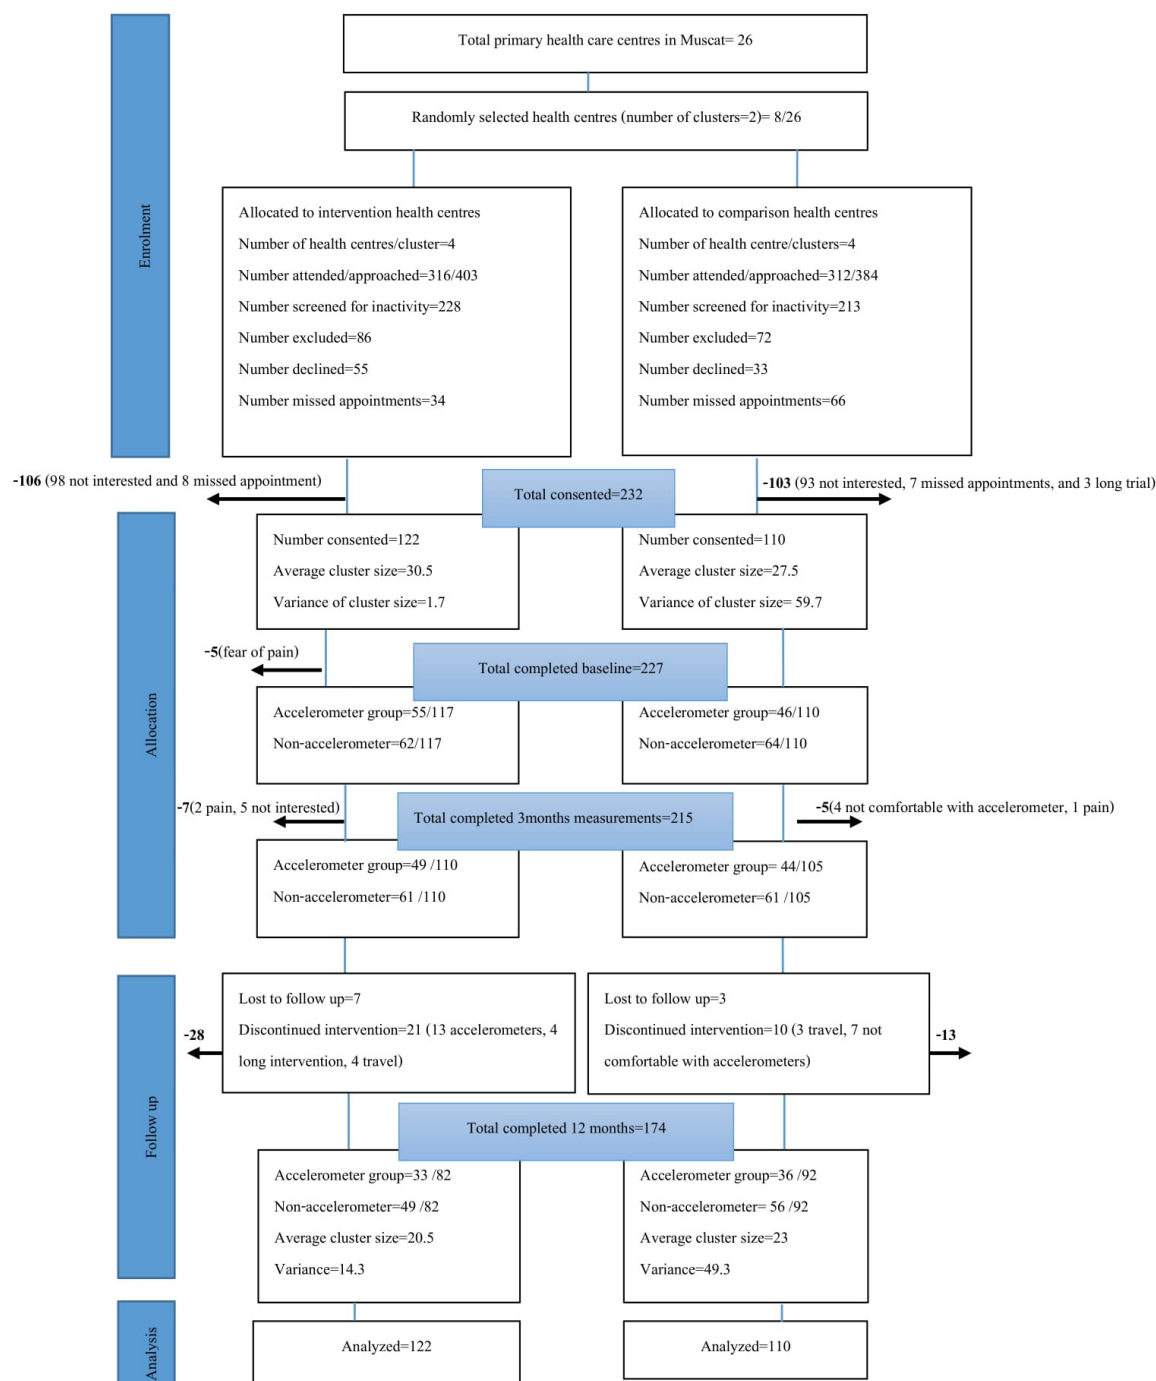 Total primary health care centres in Muscat= 26
Randomly selected health centres (number of clusters=2)= 8/26
Enrolment
Allocated to intervention health centres
Number of health centres/cluster=4
Number attended/approached=316/403
Number screened for inactivity=228
Number excluded=86
Number declined=55
Number missed appointments=34
Allocated to comparison health centres
Number of health centre/clusters=4
Number attended/approached=312/384
Number screened for inactivity=213
Number excluded=72
Number declined=33
Number missed appointments=66
-106 (98 not interested and 8 missed appointment)
Total consented=232
-103 (93 not interested, 7 missed appointments, and 3 long trial)
Allocation
Number consented=122
Average cluster size=30.5
Variance of cluster size=1.7
Number consented=110
Average cluster size=27.5
Variance of cluster size= 59.7
-5(fear of pain)
Total completed baseline=227
Accelerometer group=55/117
Non-accelerometer=62/117
Accelerometer group=46/110
Non-accelerometer=64/110
-7(2 pain, 5 not interested)
Total completed 3months measurements=215
-5(4 not comfortable with accelerometer, 1 pain)
Accelerometer group=49 /110
Non-accelerometer=61 /110
Accelerometer group= 44/105
Non-accelerometer=61 /105
Follow up
-28
Lost to follow up=7
Discontinued intervention=21 (13 accelerometers, 4
long intervention, 4 travel)
Lost to follow up=3
Discontinued intervention=10 (3 travel, 7 not
comfortable with accelerometers)
-13
Total completed 12 months=174
Accelerometer group=33 /82
Non-accelerometer=49 /82
Average cluster size=20.5
Variance=14.3
Accelerometer group=36 /92
Non-accelerometer= 56 /92
Average cluster size=23
Variance=49.3
Analysis
Analyzed=122
Analyzed=110